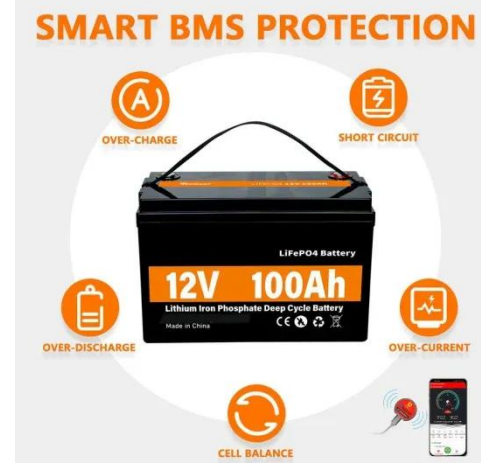 SMART BMS PROTECTION
OVER-CHARGE
SHORT CIRCUIT
LiFePO4 Battery
12V 100Ah
Lithium Iron Phosphate Deep Cycle Battery
Made in China
CE
OVER-DISCHARGE
OVER-CURRENT
CELL BALANCE